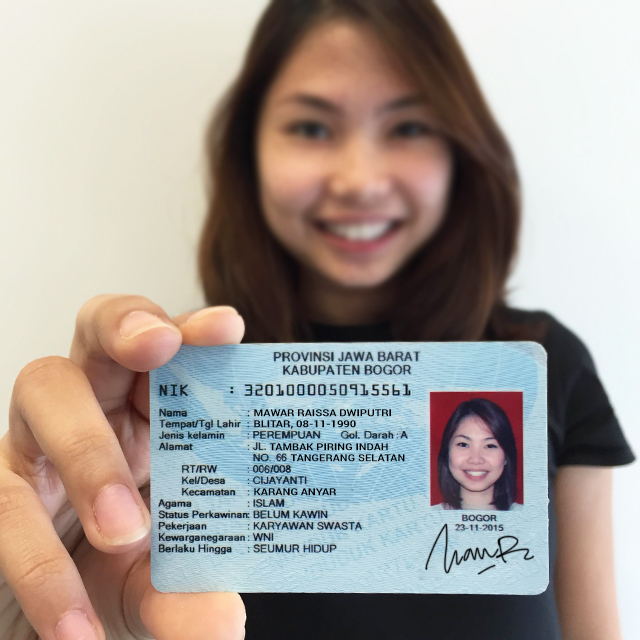 PROVINSI JAWA BARAT
KABUPATEN BOGOR
NIK : 3201000050915561
Nama : MAWAR RAISSA DWIPUTRI
Tempat/Tgl Lahir : BLITAR, 08-11-1990
Jenis kelamin : PEREMPUAN Gol. Darah : A
Alamat : JL. TAMBAK PIRING INDAH
NO. 66 TANGERANG SELATAN
RT/RW : 006/008
Kel/Desa : CIJAYANTI
Kecamatan : KARANG ANYAR
Agama : ISLAM
Status Perkawinan: BELUM KAWIN
Pekerjaan : KARYAWAN SWASTA
Kewarganegaraan: WNI
Berlaku Hingga : SEUMUR HIDUP
BOGOR
23-11-2015